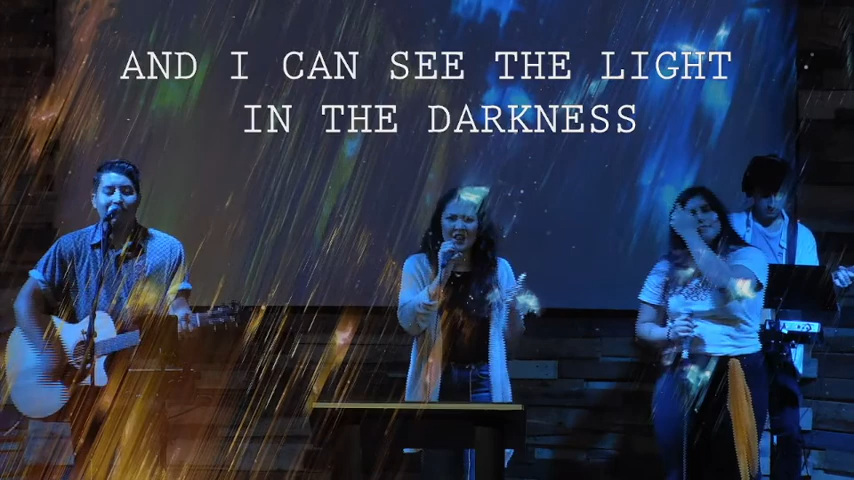 AND I CAN SEE THE LIGHT
IN THE DARKNESS